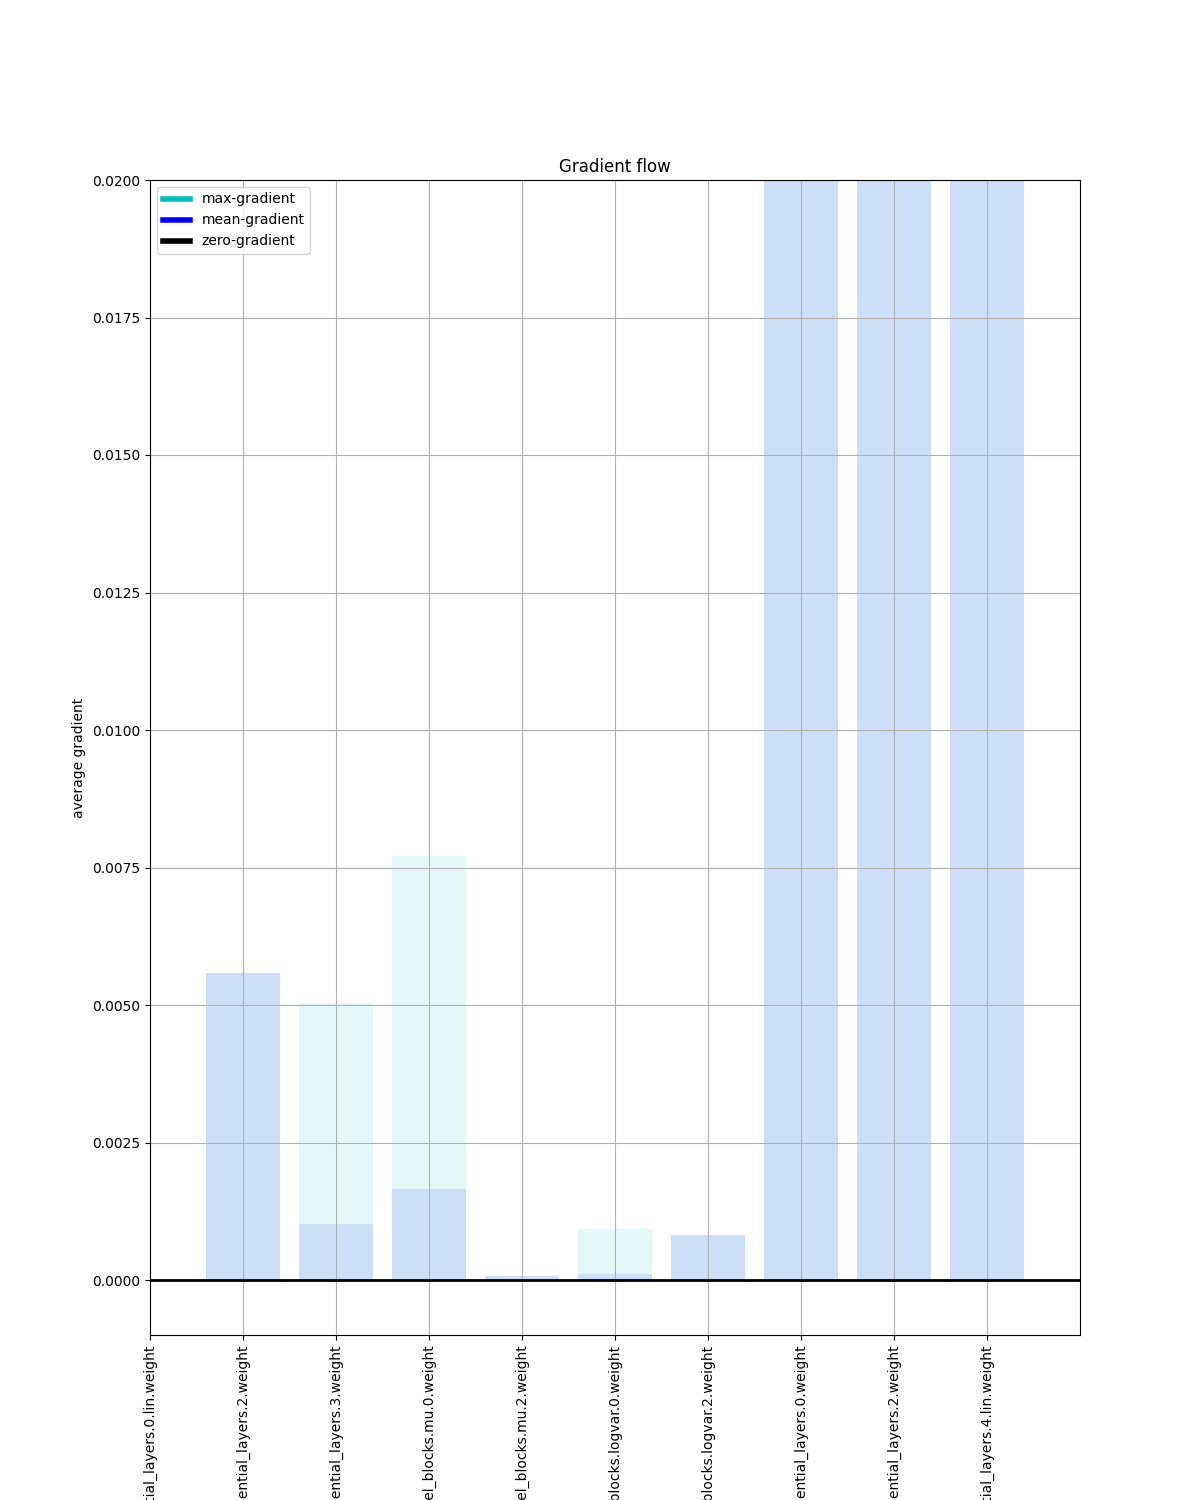 Gradient flow
max-gradient
mean-gradient
zero-gradient
0.0200
0.0175
0.0150
0.0125
0.0100
0.0075
0.0050
0.0025
0.0000
average gradient
tial_layers.0.lin.weight
ential_layers.2.weight
ential_layers.3.weight
el_blocks.mu.0.weight
el_blocks.mu.2.weight
blocks.logvar.0.weight
blocks.logvar.2.weight
ential_layers.0.weight
ential_layers.2.weight
tial_layers.4.lin.weight